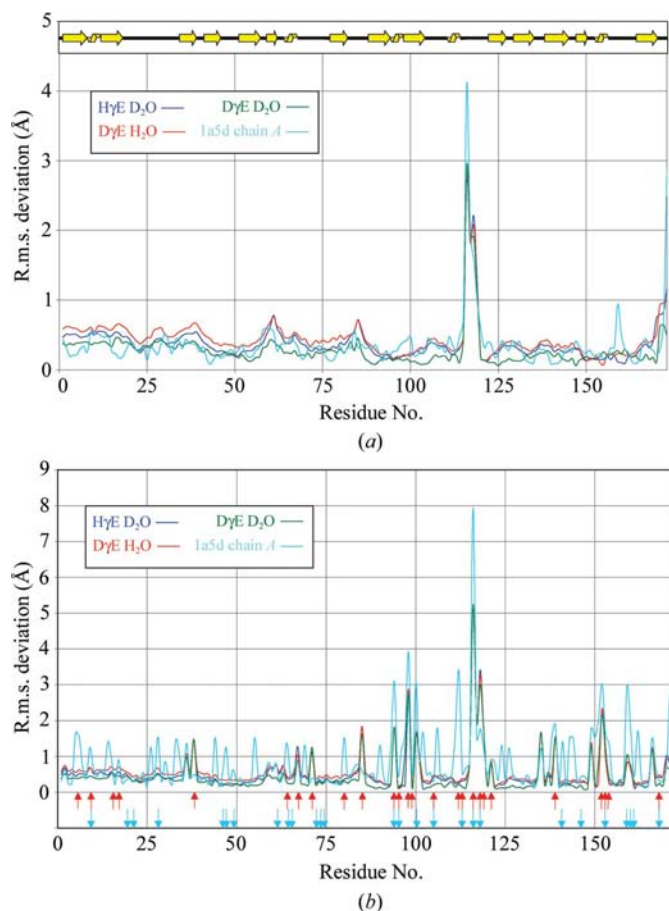 5
4
3
2
1
0
R.m.s. deviation (Å)
HγE D₂O DγE D₂O
DγE H₂O 1a5d chain A
0 25 50 75 100 125 150
Residue No.
(a)
9
8
7
6
5
4
3
2
1
0
R.m.s. deviation (Å)
HγE D₂O DγE D₂O
DγE H₂O 1a5d chain A
0 25 50 75 100 125 150
Residue No.
(b)